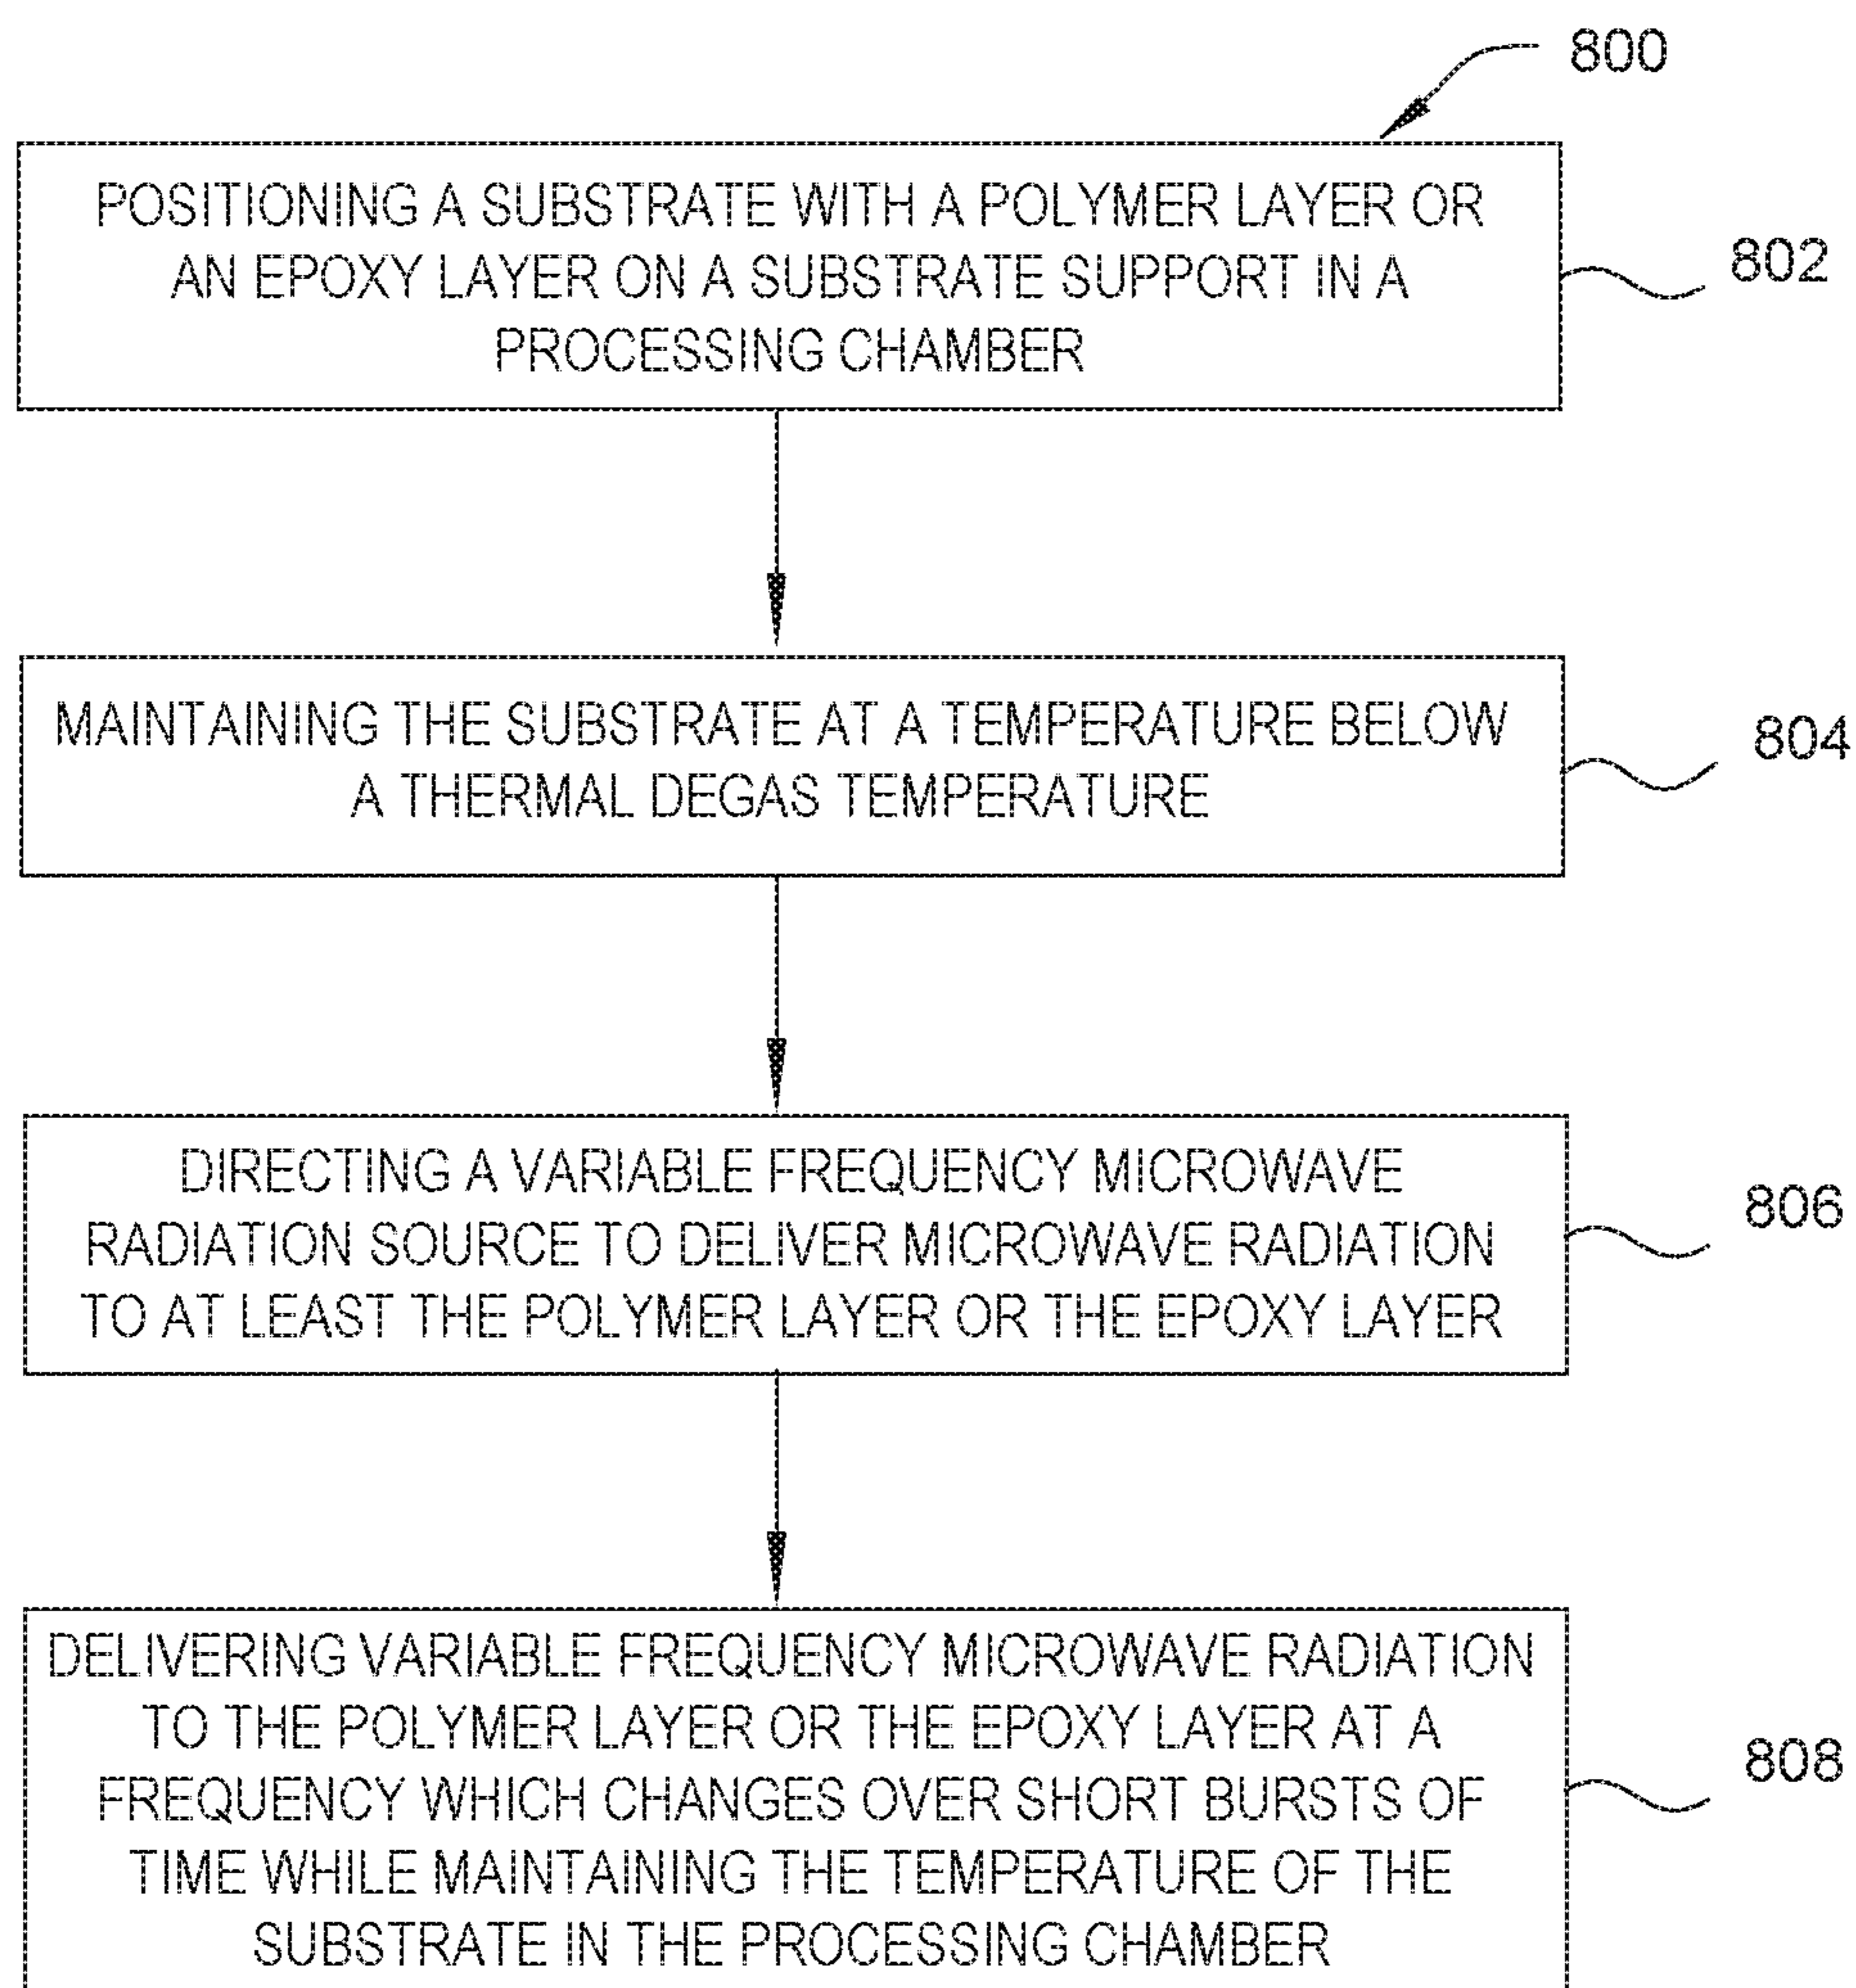 800
POSITIONING A SUBSTRATE WITH A POLYMER LAYER OR
AN EPOXY LAYER ON A SUBSTRATE SUPPORT IN A
PROCESSING CHAMBER
802
MAINTAINING THE SUBSTRATE AT A TEMPERATURE BELOW
A THERMAL DEGAS TEMPERATURE
804
DIRECTING A VARIABLE FREQUENCY MICROWAVE
RADIATION SOURCE TO DELIVER MICROWAVE RADIATION
TO AT LEAST THE POLYMER LAYER OR THE EPOXY LAYER
806
DELIVERING VARIABLE FREQUENCY MICROWAVE RADIATION
TO THE POLYMER LAYER OR THE EPOXY LAYER AT A
FREQUENCY WHICH CHANGES OVER SHORT BURSTS OF
TIME WHILE MAINTAINING THE TEMPERATURE OF THE
SUBSTRATE IN THE PROCESSING CHAMBER
808